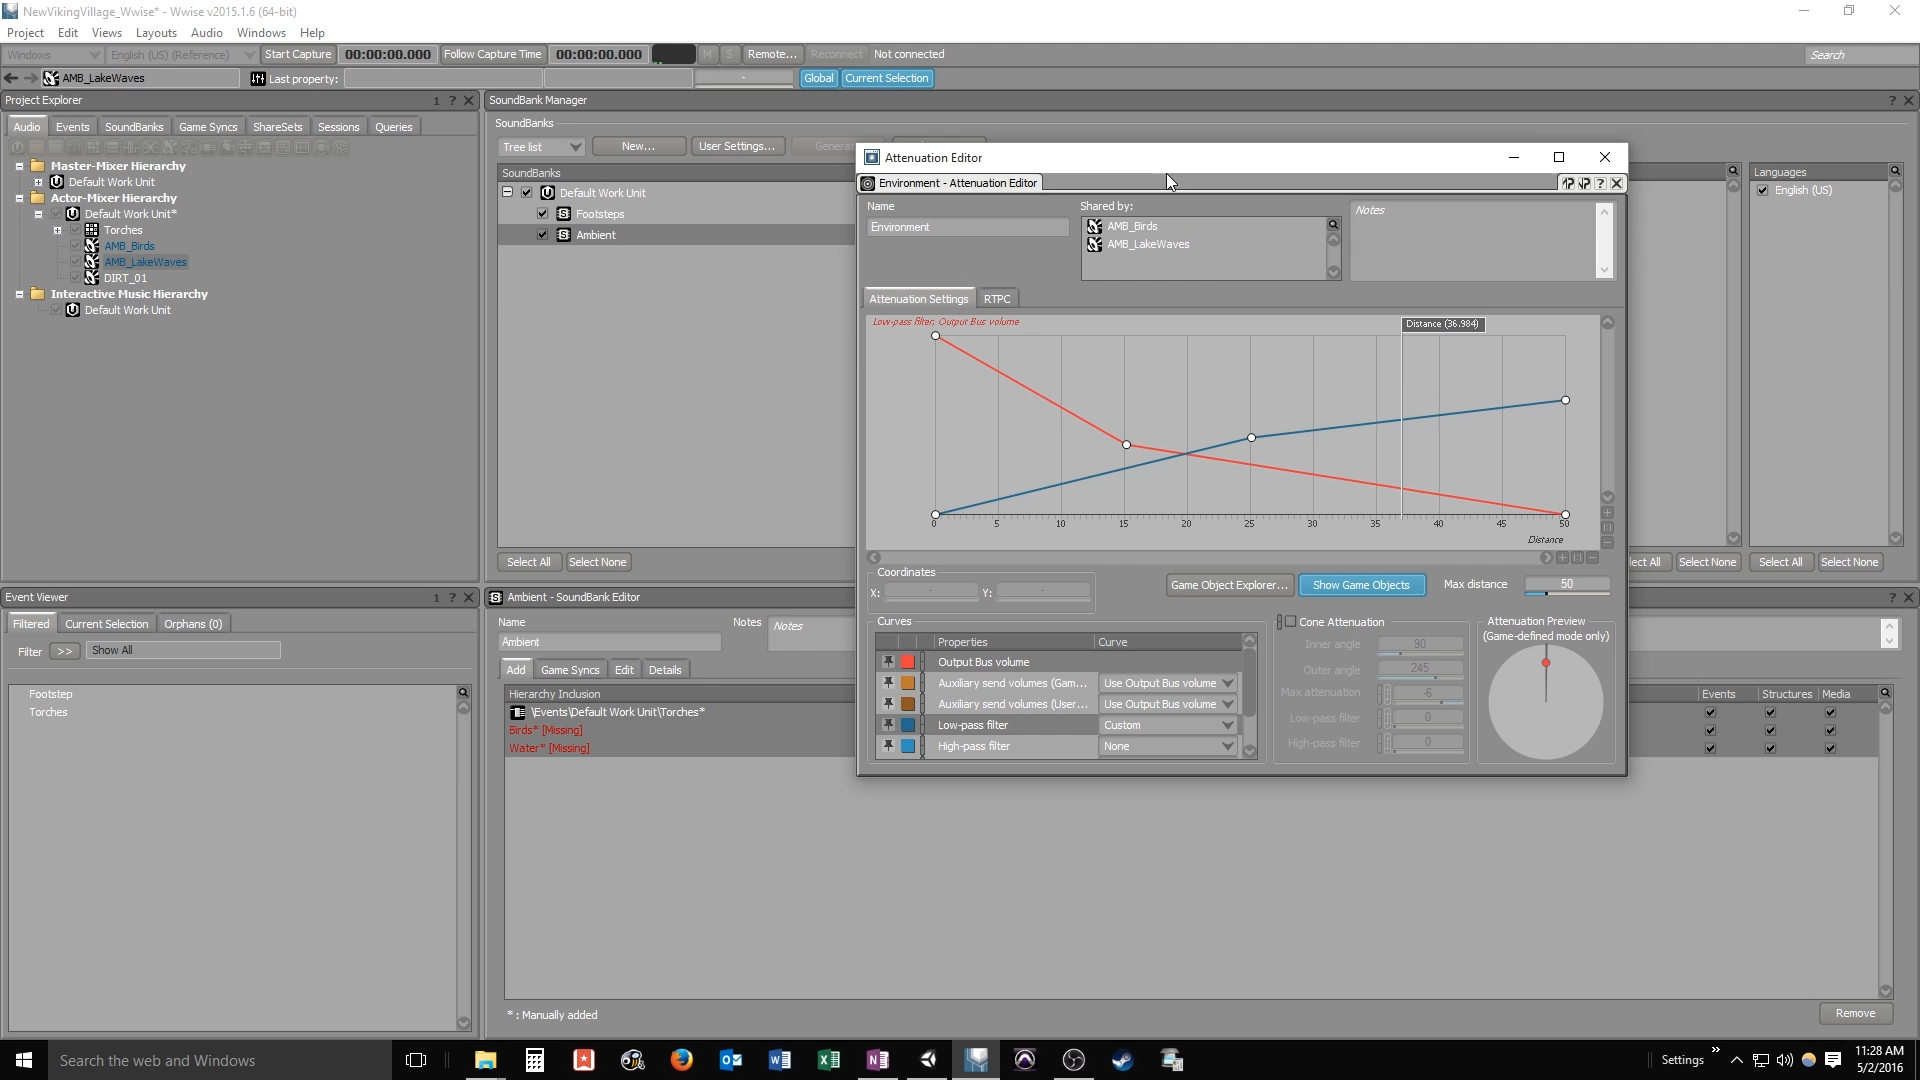 NewVikingVillage_Wwise* - Wwise v2015.1.6 (64-bit)
Project Edit Views Layouts Audio Windows Help
Windows English (US) (Reference) Start Capture 00:00:00.000 Follow Capture Time 00:00:00.000 M S Remote... Reconnect Not connected Search
AMB_LakeWaves Last property: - Global Current Selection
Project Explorer 1 ?
Audio Events SoundBanks Game Syncs ShareSets Sessions Queries
Master-Mixer Hierarchy
Default Work Unit
Actor-Mixer Hierarchy
Default Work Unit*
Torches
AMB_Birds
AMB_LakeWaves
DIRT_01
Interactive Music Hierarchy
Default Work Unit
SoundBank Manager ?
SoundBanks
Tree list New... User Settings...
SoundBanks
Default Work Unit
Footsteps
Ambient
Select All Select None
Languages
English (US)
Select None Select All Select None
Attenuation Editor
Environment - Attenuation Editor ?
Name Shared by: Notes
Environment AMB_Birds
AMB_LakeWaves
Attenuation Settings RTPC
Low-pass filter, Output Bus volume Distance (36.984)
0 5 10 15 20 25 30 35 40 45 50
Distance
Coordinates
X: - Y: - Game Object Explorer... Show Game Objects Max distance 50
Curves
Properties Curve
Output Bus volume
Auxiliary send volumes (Gam... Use Output Bus volume
Auxiliary send volumes (User... Use Output Bus volume
Low-pass filter Custom
High-pass filter None
Cone Attenuation
Inner angle 90
Outer angle 245
Max attenuation -6
Low-pass filter 0
High-pass filter 0
Attenuation Preview
(Game-defined mode only)
Event Viewer 1 ?
Filtered Current Selection Orphans (0)
Filter >> Show All
Footstep
Torches
Ambient - SoundBank Editor ?
Name Notes Notes
Ambient
Add Game Syncs Edit Details
Hierarchy Inclusion Events Structures Media
\Events\Default Work Unit\Torches*
Birds* [Missing]
Water* [Missing]
* : Manually added Remove
Search the web and Windows
Settings 11:28 AM
5/2/2016